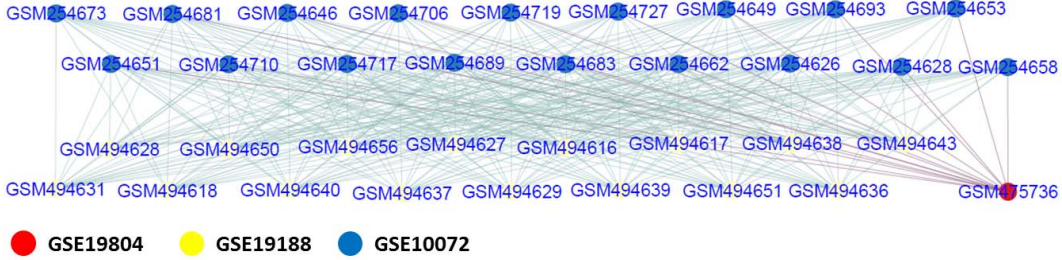 GSM254673 GSM254681 GSM254646 GSM254706 GSM254719 GSM254727 GSM254649 GSM254693 GSM254653
GSM254651 GSM254710 GSM254717 GSM254689 GSM254683 GSM254662 GSM254626 GSM254628 GSM254658
GSM494628 GSM494650 GSM494656 GSM494627 GSM494616 GSM494617 GSM494638 GSM494643
GSM494631 GSM494618 GSM494640 GSM494637 GSM494629 GSM494639 GSM494651 GSM494636 GSM475736
GSE19804 GSE19188 GSE10072